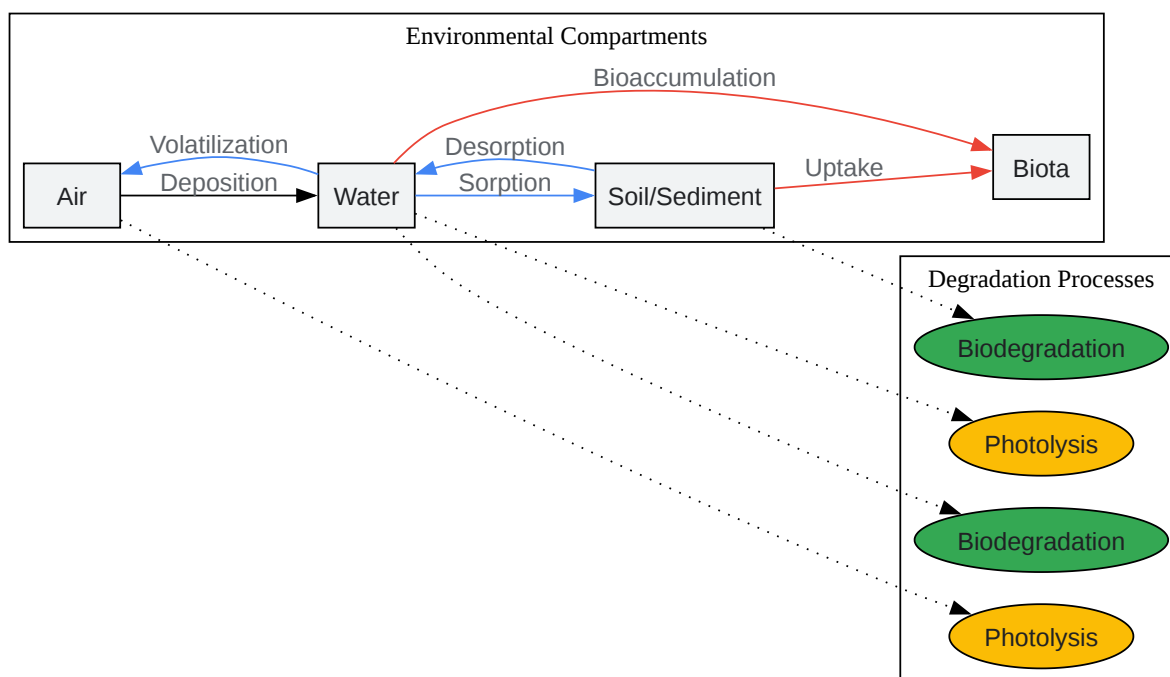 Environmental Compartments
Bioaccumulation
Volatilization
Desorption
Deposition
Sorption
Uptake
Air
Water
Soil/Sediment
Biota
Degradation Processes
Biodegradation
Photolysis
Biodegradation
Photolysis